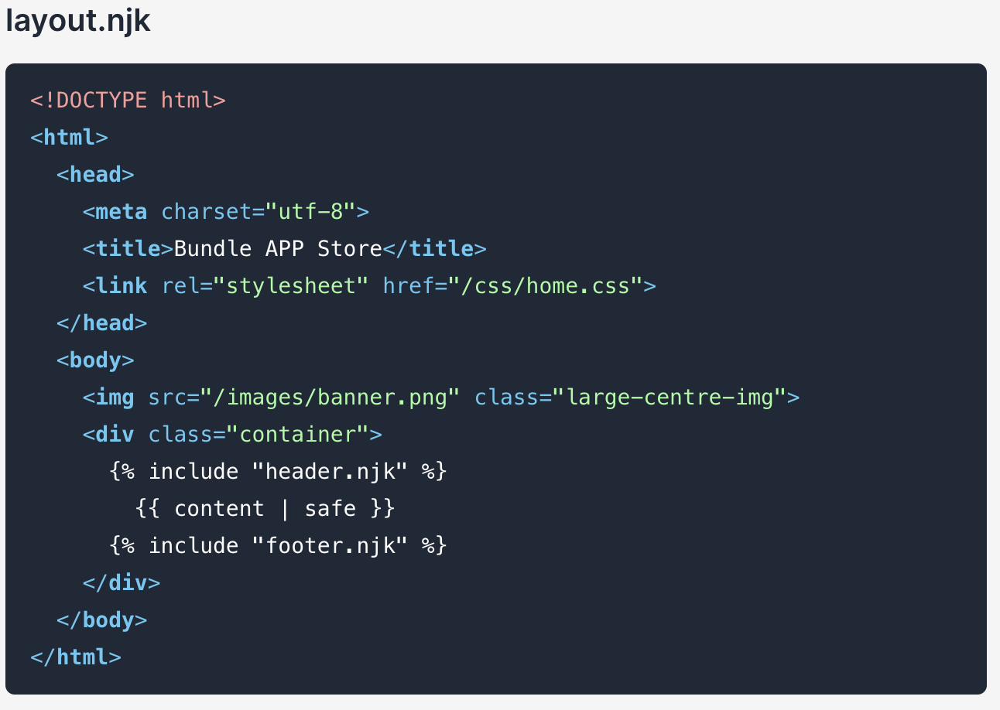 layout.njk
<!DOCTYPE html>
<html>
  <head>
    <meta charset="utf-8">
    <title>Bundle APP Store</title>
    <link rel="stylesheet" href="/css/home.css">
  </head>
  <body>
    <img src="/images/banner.png" class="large-centre-img">
    <div class="container">
      {% include "header.njk" %}
        {{ content | safe }}
      {% include "footer.njk" %}
    </div>
  </body>
</html>